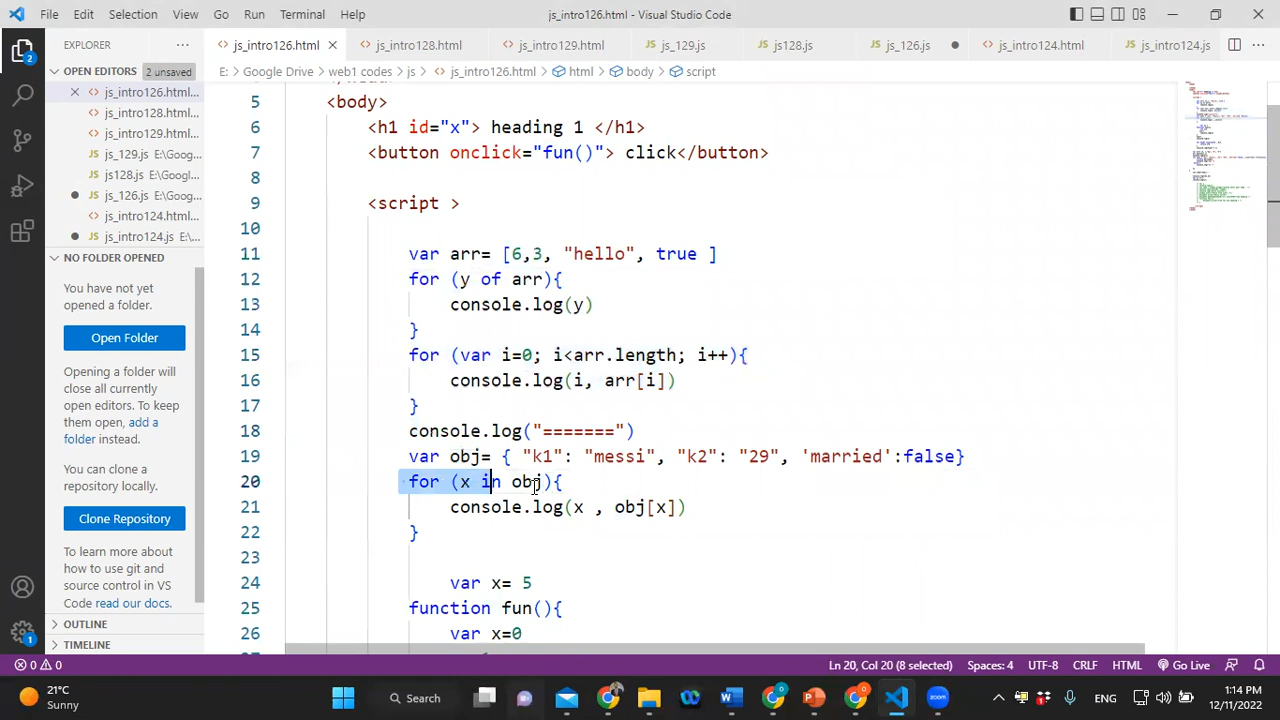 File Edit Selection View Go Run Terminal Help js_intro126.html - Visual Studio Code
EXPLORER ... js_intro126.html js_intro128.html js_intro129.html js_129.js js128.js js_126.js js_intro124.html js_intro124.js
OPEN EDITORS 2 unsaved
E: > Google Drive > web1 codes > js > js_intro126.html > html > body > script
js_intro126.html...
js_intro128.html...
js_intro129.html...
js_129.js E:\Goog...
js128.js E:\Googl...
js_126.js E:\Goog...
js_intro124.html...
js_intro124.js E:\...
NO FOLDER OPENED
You have not
yet opened a folder.
Open Folder
Opening a folder will
close all currently
open editors. To keep
them open, add a
folder instead.
You can clone a
repository locally.
Clone Repository
To learn more about
how to use git and
source control in VS
Code read our docs.
OUTLINE
TIMELINE
5 <body>
6 <h1 id="x"> heading 1 </h1>
7 <button onclick="fun()"> click</button>
8
9 <script >
10
11 var arr= [6,3, "hello", true ]
12 for (y of arr){
13 console.log(y)
14 }
15 for (var i=0; i<arr.length; i++){
16 console.log(i, arr[i])
17 }
18 console.log("=======")
19 var obj= { "k1": "messi", "k2": "29", 'married':false}
20 for (x in obj){
21 console.log(x , obj[x])
22 }
23
24 var x= 5
25 function fun(){
26 var x=0
0 0 Ln 20, Col 20 (8 selected) Spaces: 4 UTF-8 CRLF HTML Go Live
21°C
Sunny
Search
ENG
1:14 PM
12/11/2022